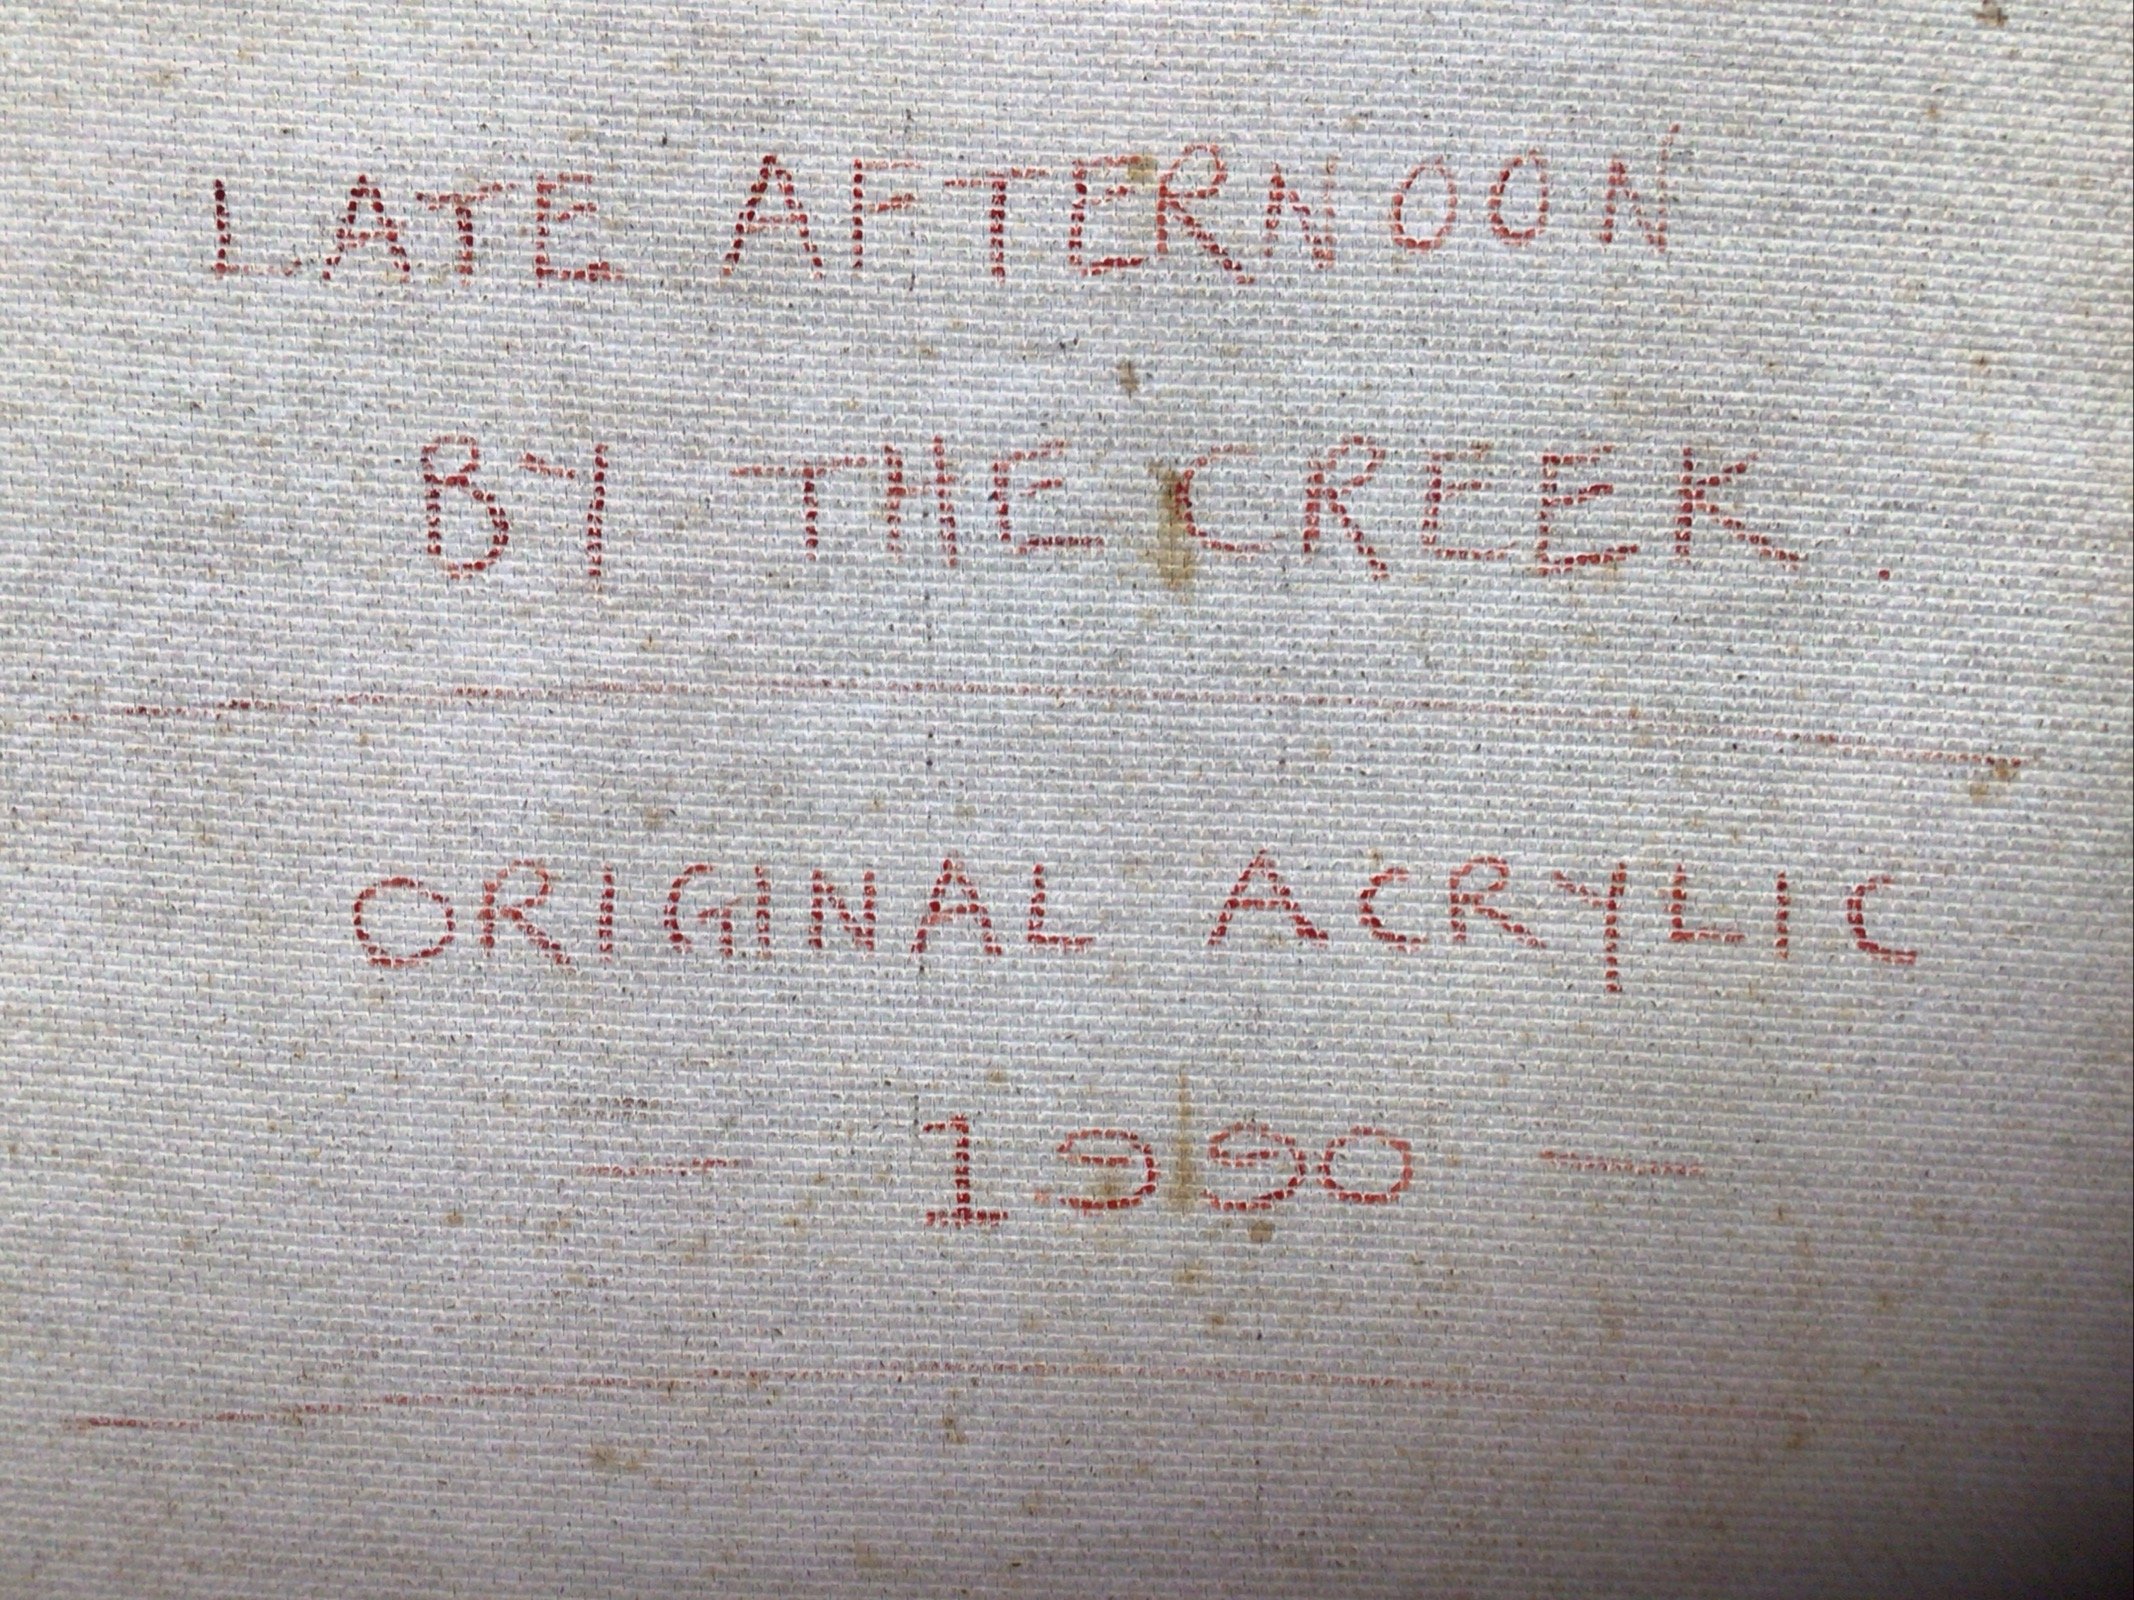 LATE AFTERNOON
BY THE CREEK.
ORIGINAL ACRYLIC
— 1990 —